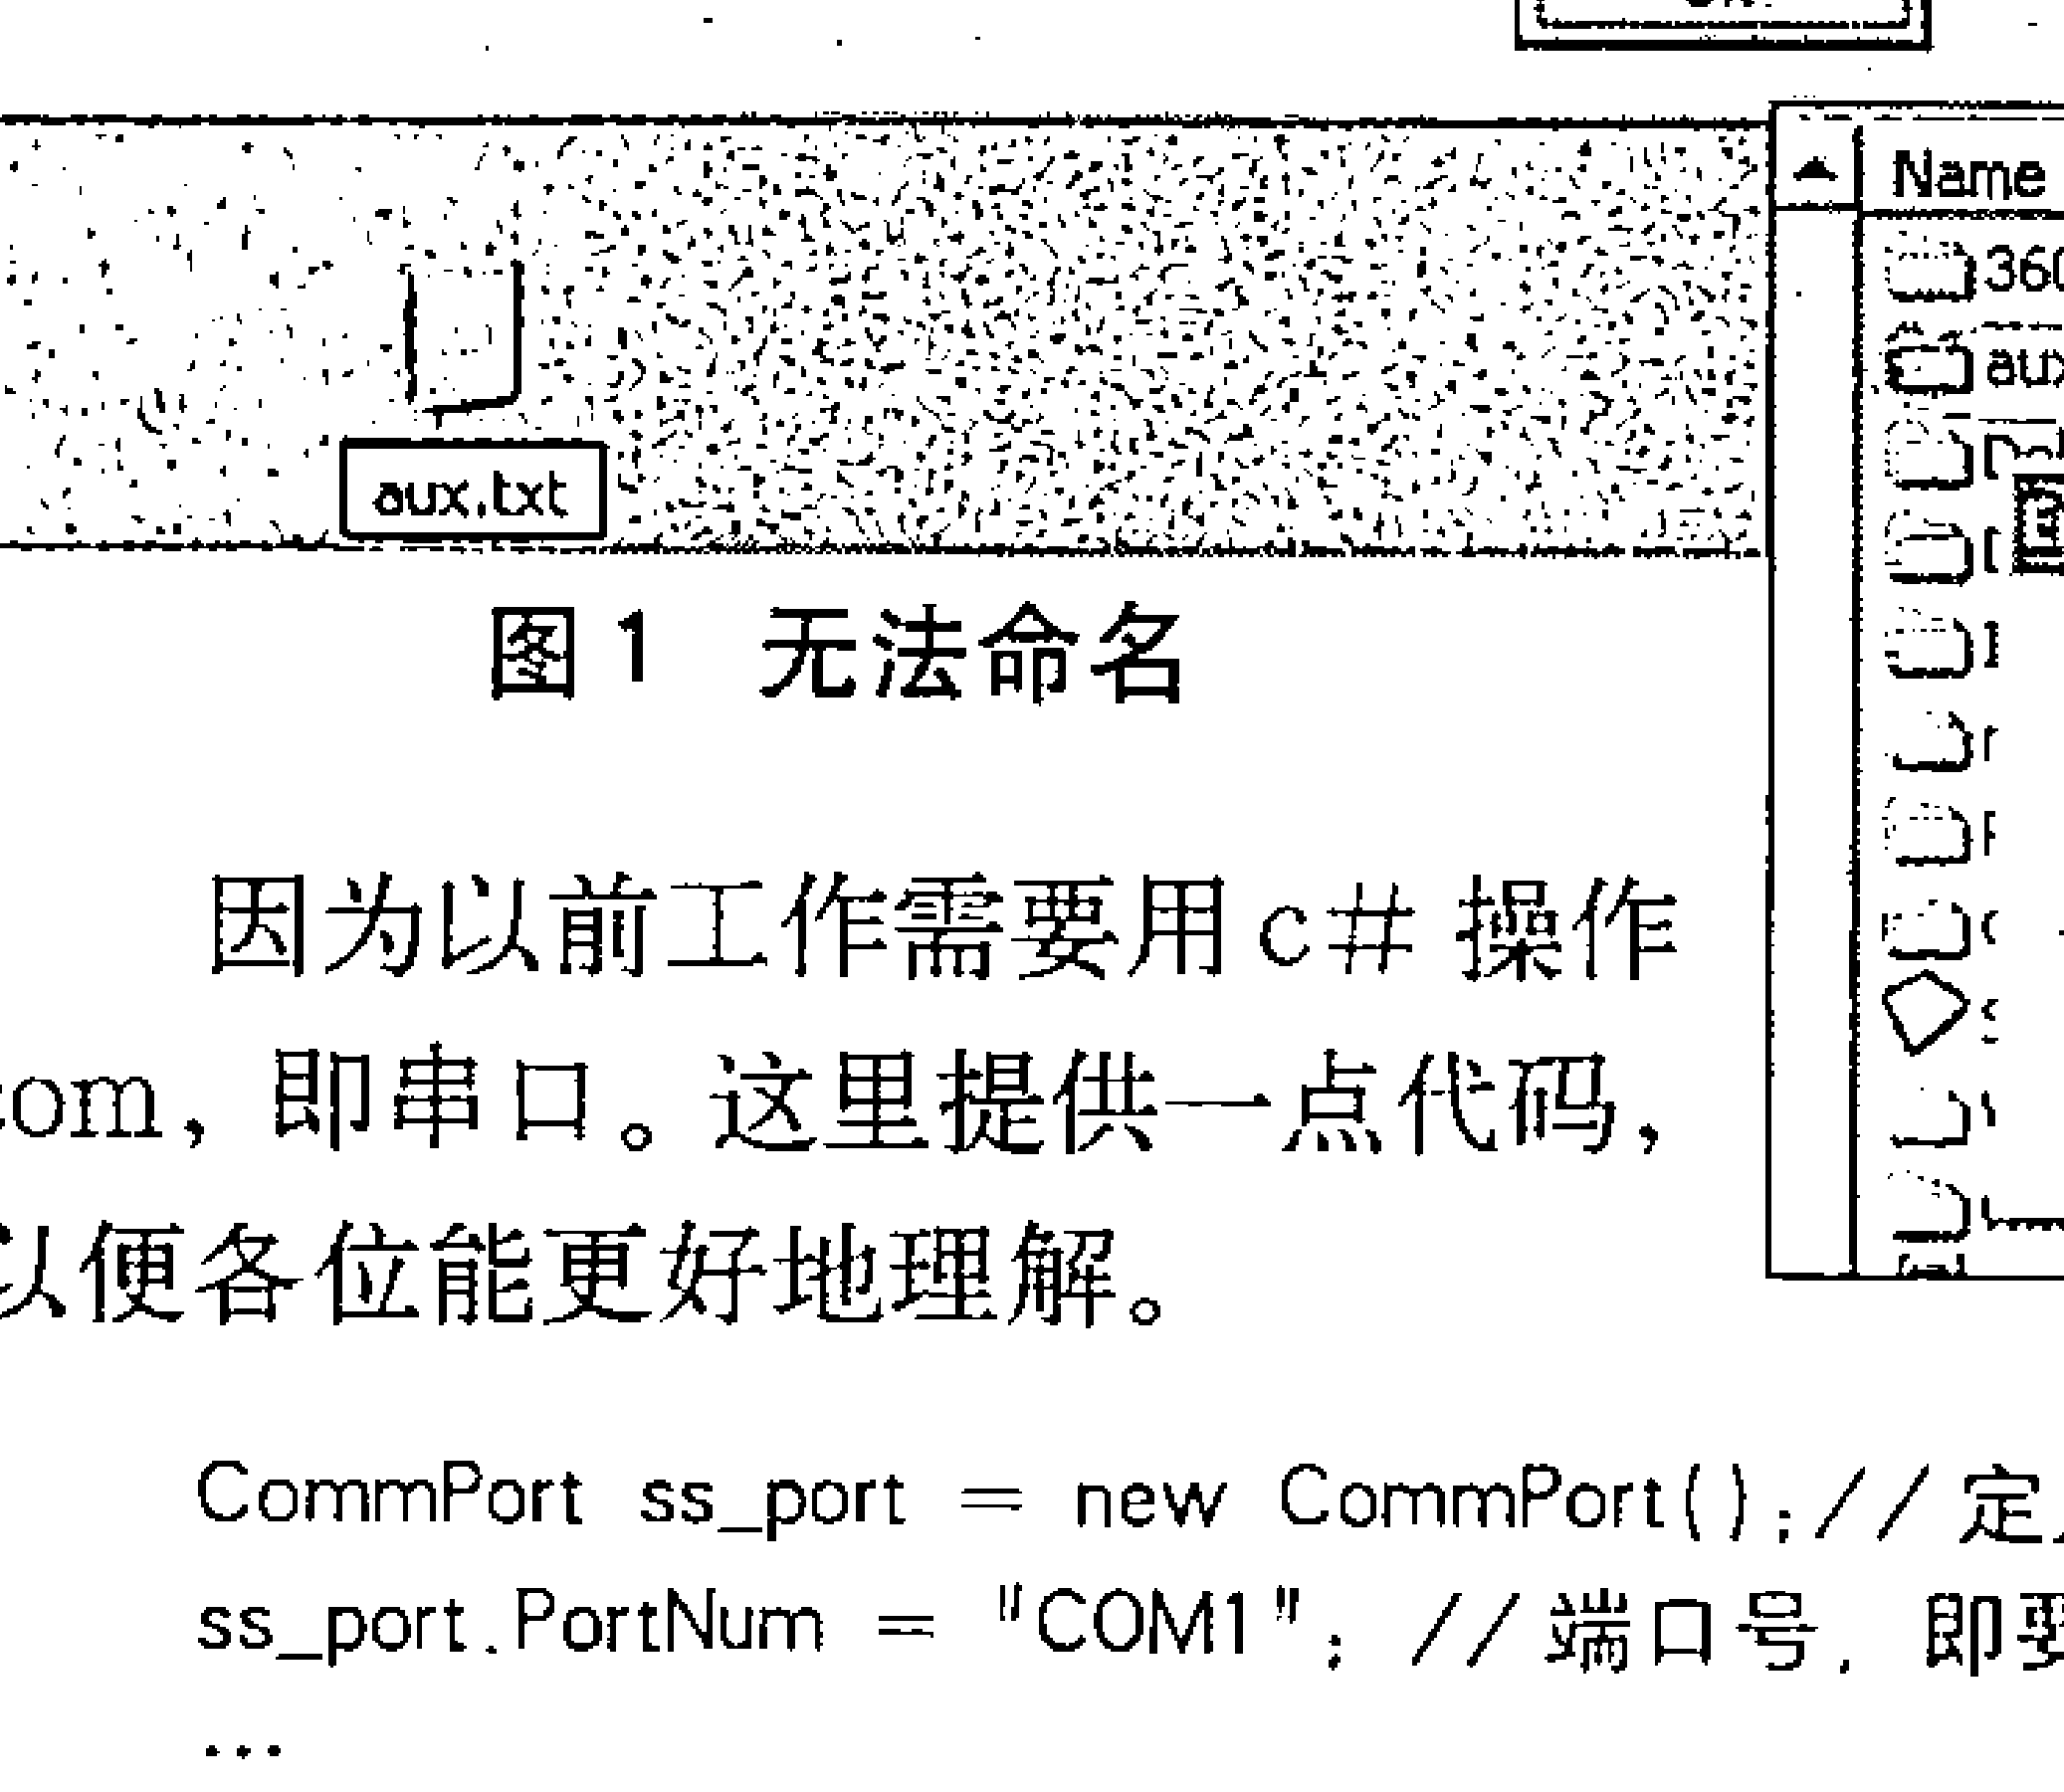 Name
360
aux
aux.txt
图1 无法命名
因为以前工作需要用c#操作
com，即串口。这里提供一点代码，
以便各位能更好地理解。
CommPort ss_port = new CommPort();//定
ss_port.PortNum = "COM1"; //端口号，即要
...